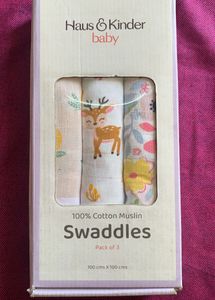 Haus & Kinder
baby
100% Cotton Muslin
Swaddles
Pack of 3
100 cms X 100 cms